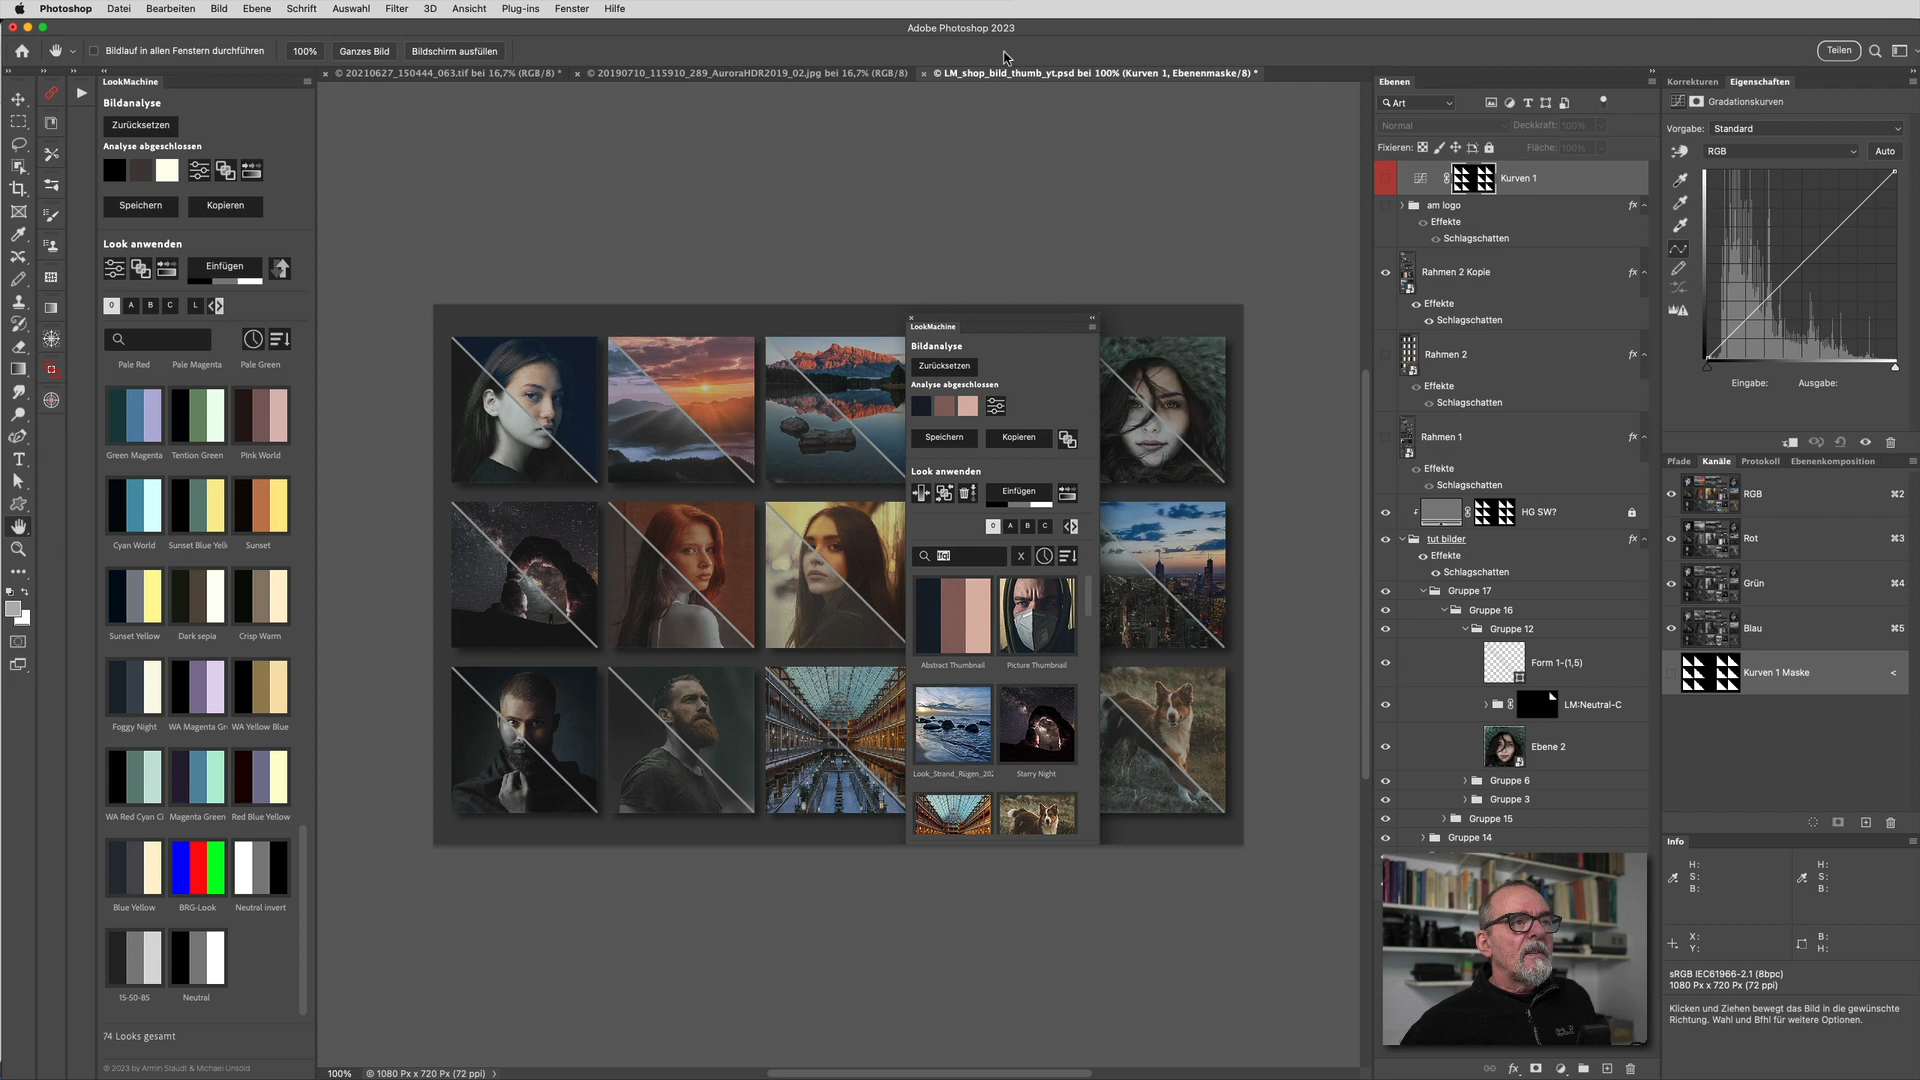 Photoshop Datei Bearbeiten Bild Ebene Schrift Auswahl Filter 3D Ansicht Plug-ins Fenster Hilfe
Adobe Photoshop 2023
Bildlauf in allen Fenstern durchführen 100% Ganzes Bild Bildschirm ausfüllen Teilen
© 20210627_150444_063.tif bei 16,7% (RGB/8) * © 20190710_115910_289_AuroraHDR2019_02.jpg bei 16,7% (RGB/8) © LM_shop_bild_thumb_yt.psd bei 100% (Kurven 1, Ebenenmaske/8) *
LookMachine
Bildanalyse
Zurücksetzen
Analyse abgeschlossen
Speichern Kopieren
Look anwenden
Einfügen
0 A B C L
Pale Red Pale Magenta Pale Green
Green Magenta Tention Green Pink World
Cyan World Sunset Blue Yell Sunset
Sunset Yellow Dark sepia Crisp Warm
Foggy Night WA Magenta Gr WA Yellow Blue
WA Red Cyan Ci Magenta Green Red Blue Yellow
Blue Yellow BRG-Look Neutral invert
15-50-85 Neutral
74 Looks gesamt
© 2023 by Armin Staudt & Michael Unsöld
LookMachine
Bildanalyse
Zurücksetzen
Analyse abgeschlossen
Speichern Kopieren
Look anwenden
Einfügen
0 A B C
X
Abstract Thumbnail Picture Thumbnail
Look_Strand_Rügen_202 Starry Night
100% © 1080 Px x 720 Px (72 ppi)
Ebenen
Art
Normal Deckkraft: 100%
Fixieren: Fläche: 100%
Kurven 1
am logo fx
Effekte
Schlagschatten
Rahmen 2 Kopie fx
Effekte
Schlagschatten
Rahmen 2 fx
Effekte
Schlagschatten
Rahmen 1 fx
Effekte
Schlagschatten
HG SW?
tut bilder fx
Effekte
Schlagschatten
Gruppe 17
Gruppe 16
Gruppe 12
Form 1-(1,5)
LM:Neutral-C
Ebene 2
Gruppe 6
Gruppe 3
Gruppe 15
Gruppe 14
fx
Korrekturen Eigenschaften
Gradationskurven
Vorgabe: Standard
RGB Auto
Eingabe: Ausgabe:
Pfade Kanäle Protokoll Ebenenkomposition
RGB ⌘2
Rot ⌘3
Grün ⌘4
Blau ⌘5
Kurven 1 Maske <
Info
H: H:
S: S:
B: B:
X: B:
Y: H:
sRGB IEC61966-2.1 (8bpc)
1080 Px x 720 Px (72 ppi)
Klicken und Ziehen bewegt das Bild in die gewünschte
Richtung. Wahl und Bfhl für weitere Optionen.